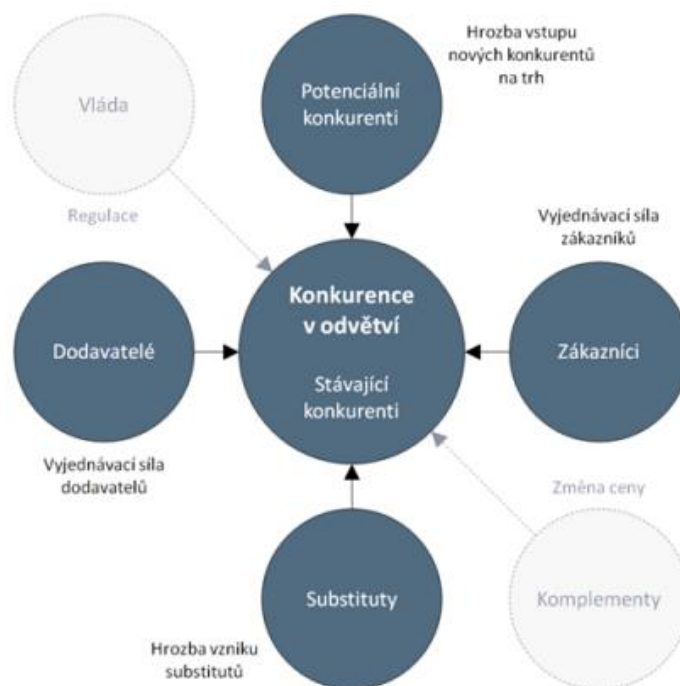 Hrozba vstupu
nových konkurentů
na trh
Vláda
Potenciální
konkurenti
Regulace
Vyjednávací síla
zákazníků
Konkurence
v odvětví
Dodavatelé
Zákazníci
Stávající
konkurenti
Vyjednávací síla
dodavatelů
Změna ceny
Substituty
Komplementy
Hrozba vzniku
substitutů